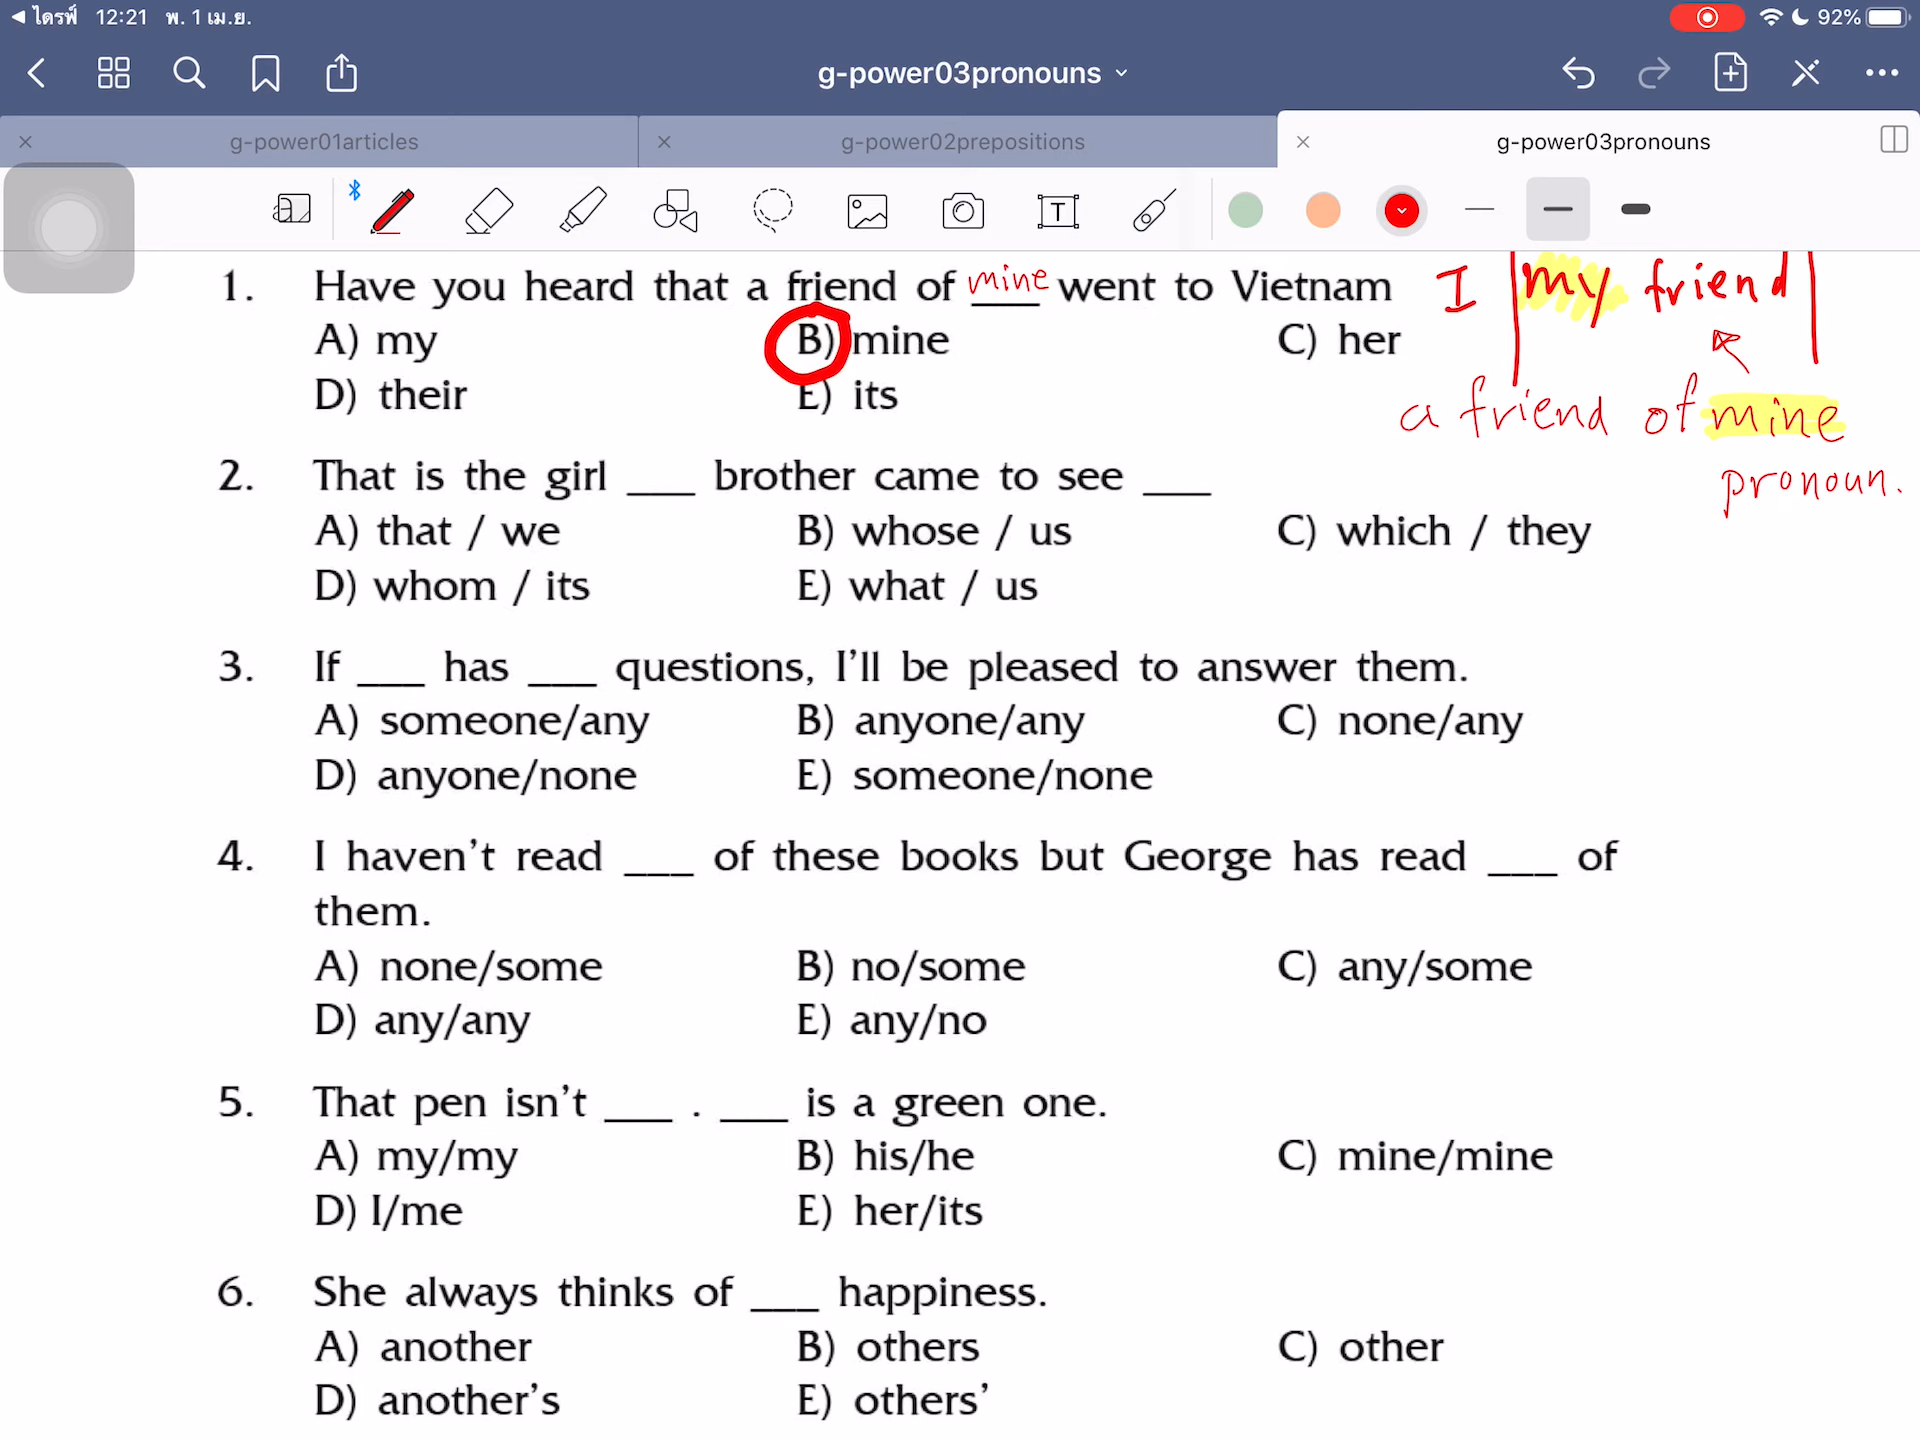 ไดรฟ์ 12:21 พ. 1 เม.ย. 92%
g-power03pronouns
g-power01articles g-power02prepositions g-power03pronouns
1. Have you heard that a friend of mine ___ went to Vietnam
A) my B) mine C) her
D) their E) its
I my friend
a friend of mine
pronoun.
2. That is the girl ___ brother came to see ___
A) that / we B) whose / us C) which / they
D) whom / its E) what / us
3. If ___ has ___ questions, I'll be pleased to answer them.
A) someone/any B) anyone/any C) none/any
D) anyone/none E) someone/none
4. I haven't read ___ of these books but George has read ___ of
them.
A) none/some B) no/some C) any/some
D) any/any E) any/no
5. That pen isn't ___ . ___ is a green one.
A) my/my B) his/he C) mine/mine
D) I/me E) her/its
6. She always thinks of ___ happiness.
A) another B) others C) other
D) another's E) others'